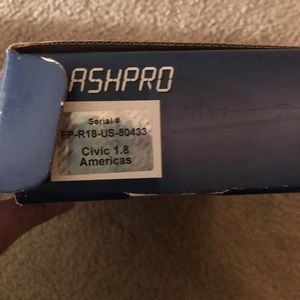 ASHPRO
Serial #
FP-R18-US-50433
Civic 1.8
Americas